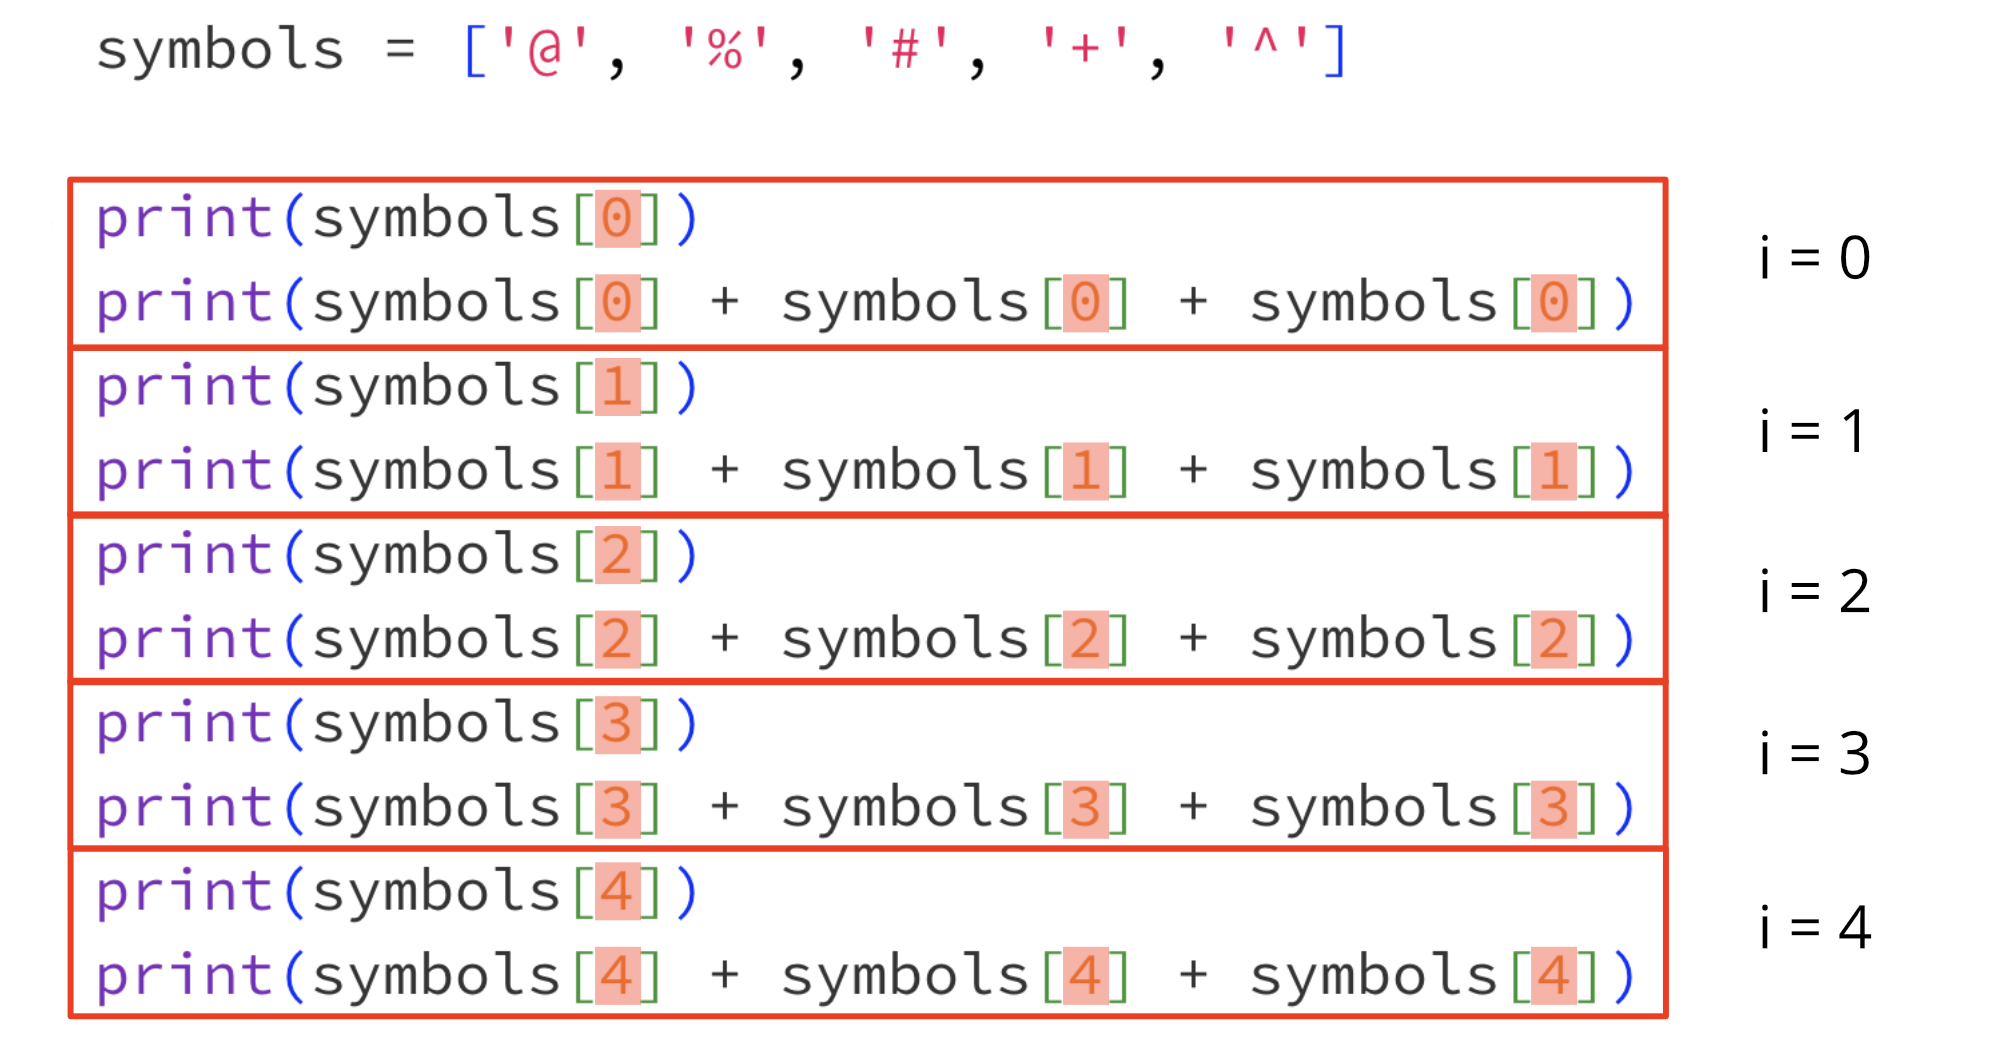 symbols = ['@', '%', '#', '+', '^']
print(symbols[0])
i = 0
print(symbols[0] + symbols[0] + symbols[0])
print(symbols[1])
i = 1
print(symbols[1] + symbols[1] + symbols[1])
print(symbols[2])
i = 2
print(symbols[2] + symbols[2] + symbols[2])
print(symbols[3])
i = 3
print(symbols[3] + symbols[3] + symbols[3])
print(symbols[4])
i = 4
print(symbols[4] + symbols[4] + symbols[4])